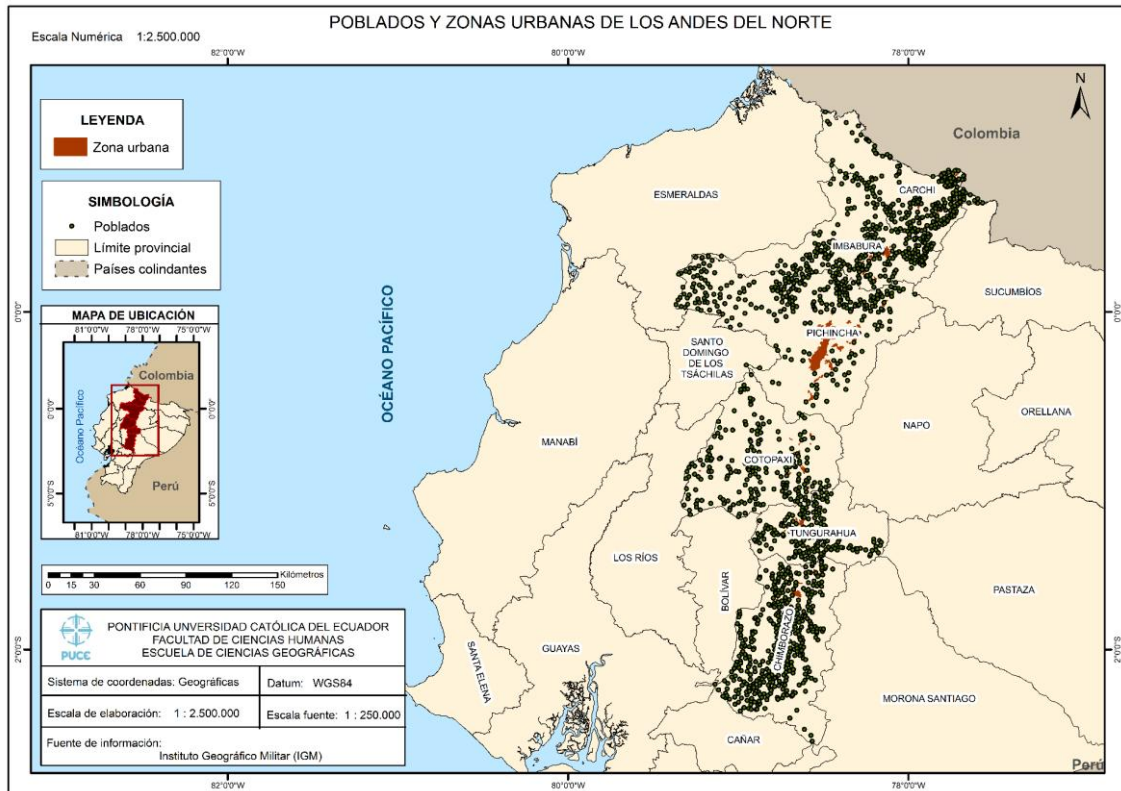 POBLADOS Y ZONAS URBANAS DE LOS ANDES DEL NORTE
Escala Numérica 1:2.500.000
82°0'0"W 80°0'0"W 78°0'0"W
N
LEYENDA
Zona urbana
SIMBOLOGÍA
Poblados
Límite provincial
Países colindantes
MAPA DE UBICACIÓN
81°0'0"W 78°0'0"W 75°0'0"W
Colombia
Océano Pacífico
0°0'0"
0°0'0"
Perú
5°0'0"S
5°0'0"S
81°0'0"W 78°0'0"W 75°0'0"W
Kilómetros
0 15 30 60 90 120 150
PUCE
PONTIFICIA UNVERSIDAD CATÓLICA DEL ECUADOR
FACULTAD DE CIENCIAS HUMANAS
ESCUELA DE CIENCIAS GEOGRÁFICAS
Sistema de coordenadas: Geográficas
Datum: WGS84
Escala de elaboración: 1 : 2.500.000
Escala fuente: 1 : 250.000
Fuente de información:
Instituto Geográfico Militar (IGM)
Colombia
ESMERALDAS
CARCHI
IMBABURA
SUCUMBÍOS
0°0'0"
0°0'0"
OCÉANO PACÍFICO
PICHINCHA
SANTO
DOMINGO
DE LOS
TSÁCHILAS
ORELLANA
NAPO
MANABÍ
COTOPAXI
TUNGURAHUA
LOS RÍOS
BOLÍVAR
PASTAZA
CHIMBORAZO
2°0'0"S
2°0'0"S
SANTA ELENA
GUAYAS
MORONA SANTIAGO
CAÑAR
Perú
82°0'0"W 80°0'0"W 78°0'0"W